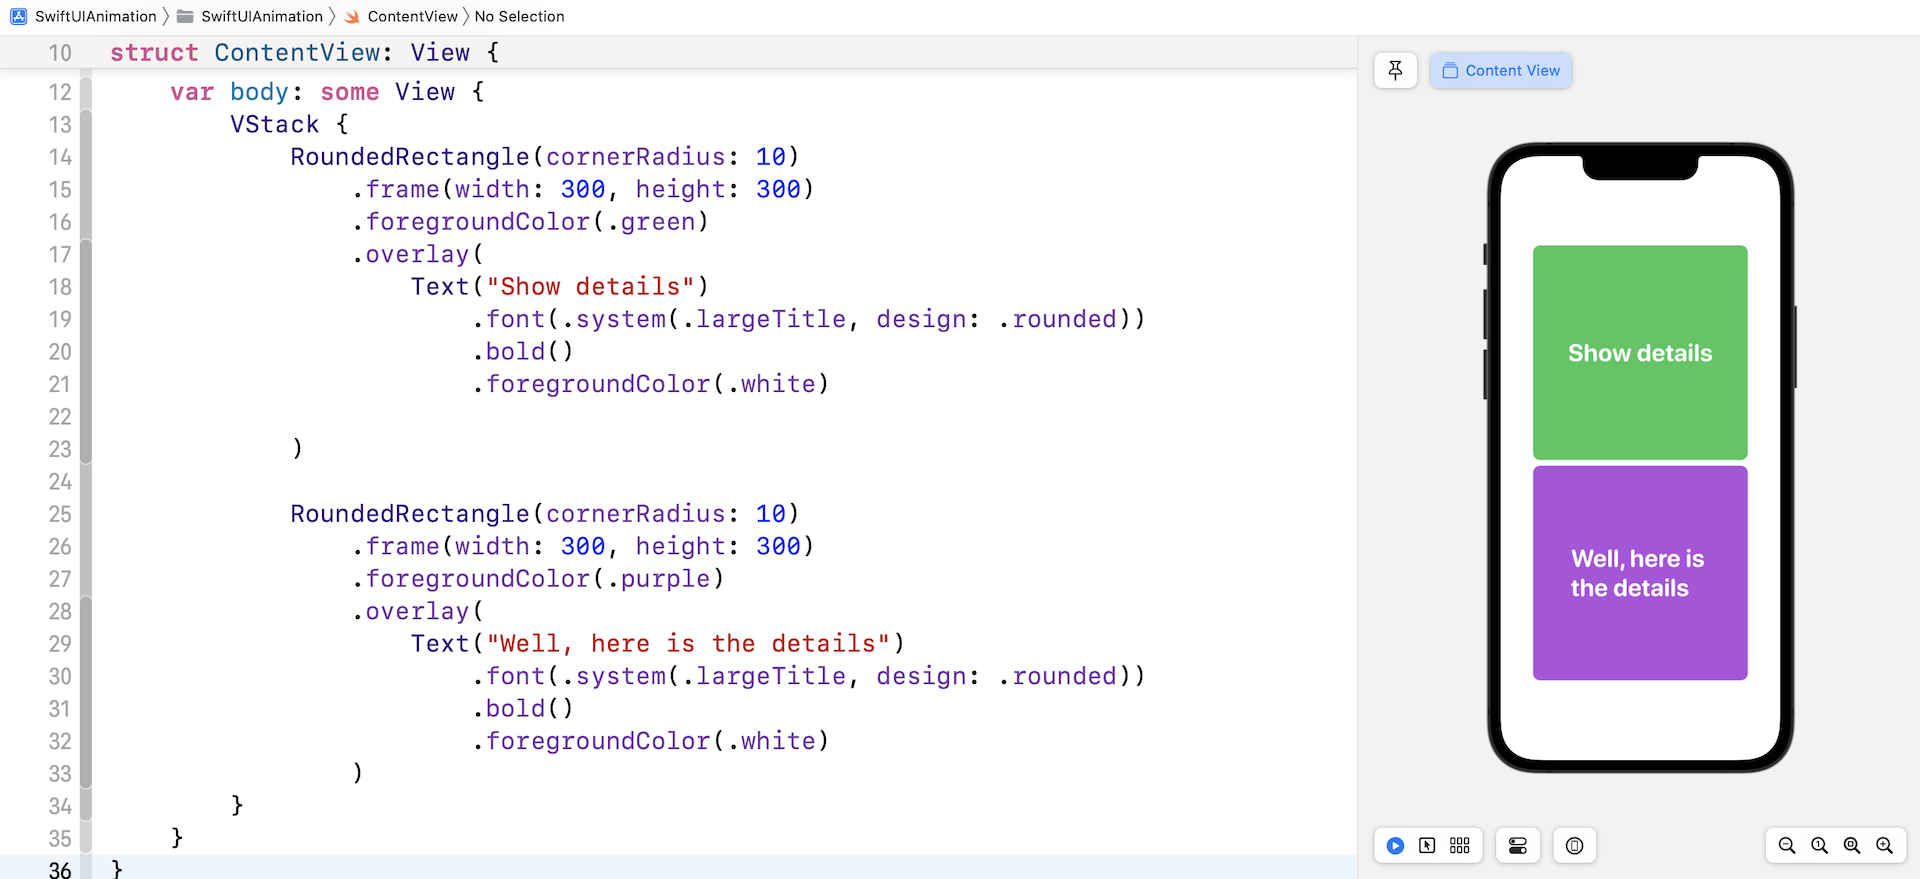 SwiftUIAnimation 〉 SwiftUIAnimation 〉 ContentView 〉 No Selection
10 struct ContentView: View {
12     var body: some View {
13         VStack {
14             RoundedRectangle(cornerRadius: 10)
15                 .frame(width: 300, height: 300)
16                 .foregroundColor(.green)
17                 .overlay(
18                     Text("Show details")
19                         .font(.system(.largeTitle, design: .rounded))
20                         .bold()
21                         .foregroundColor(.white)
22
23             )
24
25             RoundedRectangle(cornerRadius: 10)
26                 .frame(width: 300, height: 300)
27                 .foregroundColor(.purple)
28                 .overlay(
29                     Text("Well, here is the details")
30                         .font(.system(.largeTitle, design: .rounded))
31                         .bold()
32                         .foregroundColor(.white)
33                 )
34         }
35     }
36 }
Content View
Show details
Well, here is
the details